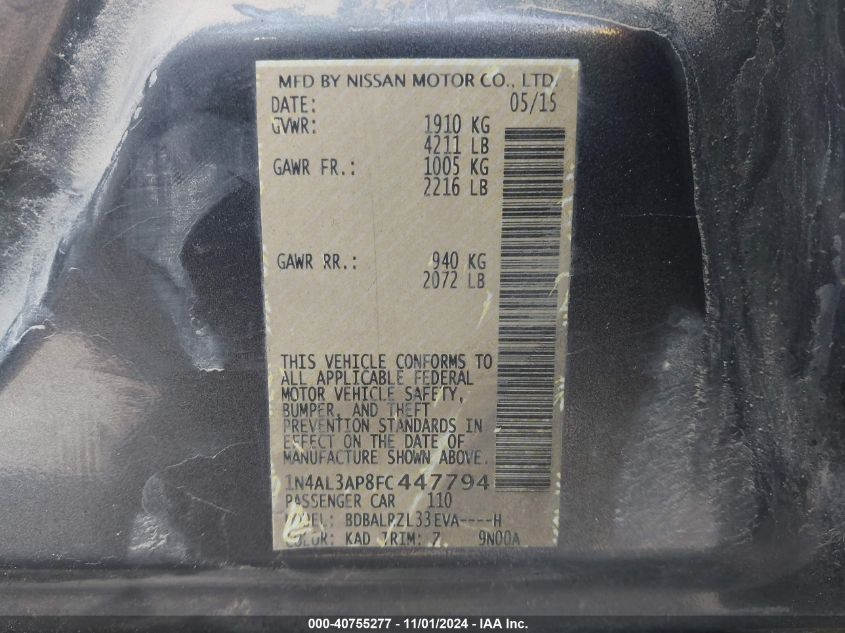 MFD BY NISSAN MOTOR CO., LTD
DATE: 05/15
GVWR: 1910 KG
4211 LB
GAWR FR.: 1005 KG
2216 LB
GAWR RR.: 940 KG
2072 LB
THIS VEHICLE CONFORMS TO
ALL APPLICABLE FEDERAL
MOTOR VEHICLE SAFETY,
BUMPER, AND THEFT
PREVENTION STANDARDS IN
EFFECT ON THE DATE OF
MANUFACTURE SHOWN ABOVE.
1N4AL3AP8FC447794
PASSENGER CAR 110
MODEL: BDBALRZL33EVA----H
COLOR: KAD TRIM: Z 9N00A
000-40755277 - 11/01/2024 - IAA Inc.